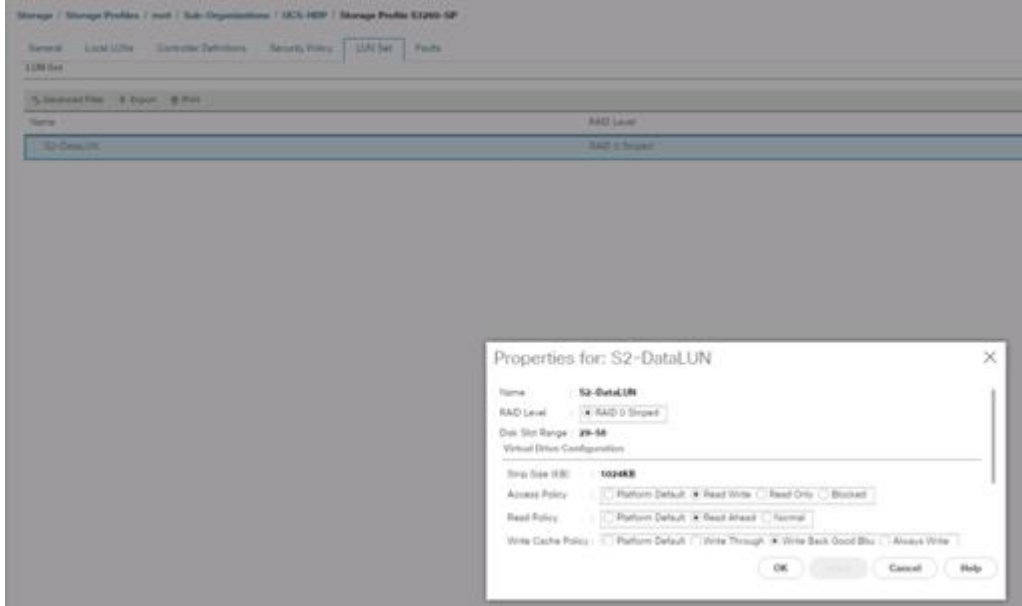 Storage / Storage Profiles / root / Sub-Organizations / UCS-HDP / Storage Profile S3260-SP
General Local LUNs Controller Definitions Security Policy LUN Set Faults
LUN Set
Advanced Filter Export Print
Name RAID Level
S2-DataLUN RAID 0 Striped
Properties for: S2-DataLUN
Name : S2-DataLUN
RAID Level : RAID 0 Striped
Disk Slot Range : 29-56
Virtual Drive Configuration
Strip Size (KB) : 1024KB
Access Policy : Platform Default Read Write Read Only Blocked
Read Policy : Platform Default Read Ahead Normal
Write Cache Policy : Platform Default Write Through Write Back Good Bbu Always Write
OK Cancel Help